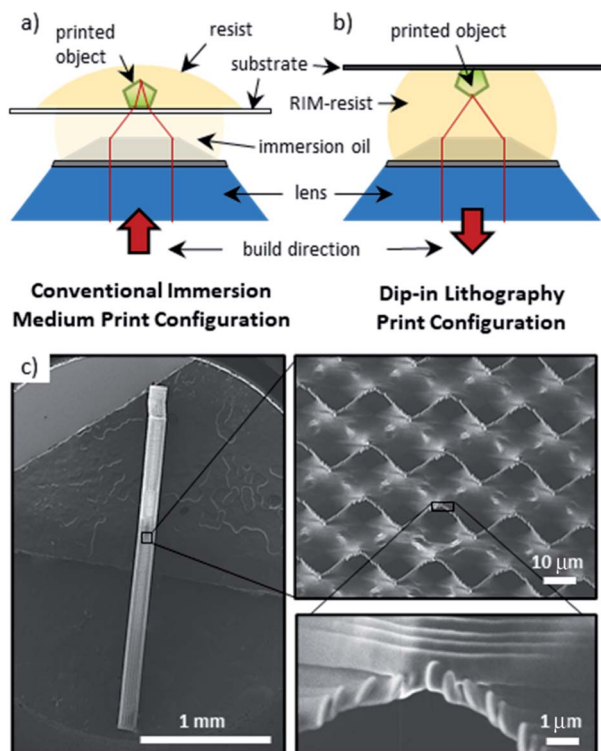 a)
printed
object
resist
substrate
immersion oil
lens
build direction
b)
printed object
RIM-resist
Conventional Immersion
Medium Print Configuration
Dip-in Lithography
Print Configuration
c)
1 mm
10 μm
1 μm